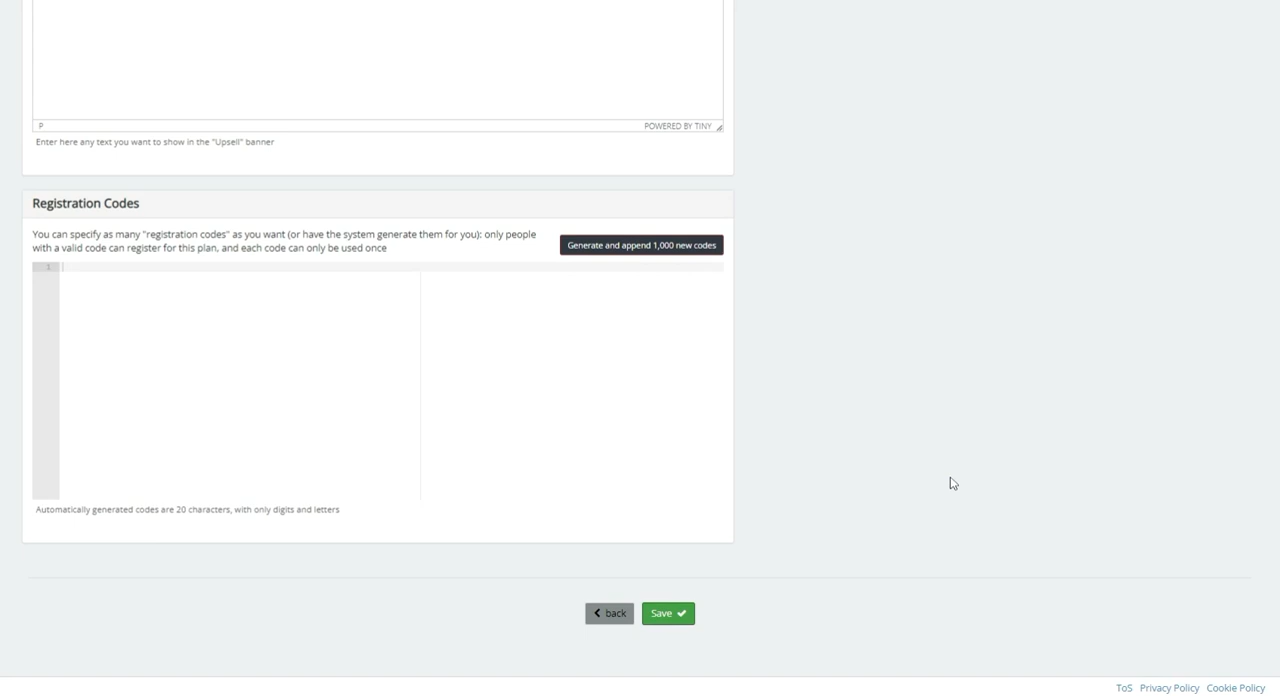 P
POWERED BY TINY
Enter here any text you want to show in the "Upsell" banner
Registration Codes
You can specify as many "registration codes" as you want (or have the system generate them for you): only people
with a valid code can register for this plan, and each code can only be used once
Generate and append 1,000 new codes
1
Automatically generated codes are 20 characters, with only digits and letters
back
Save
ToS Privacy Policy Cookie Policy